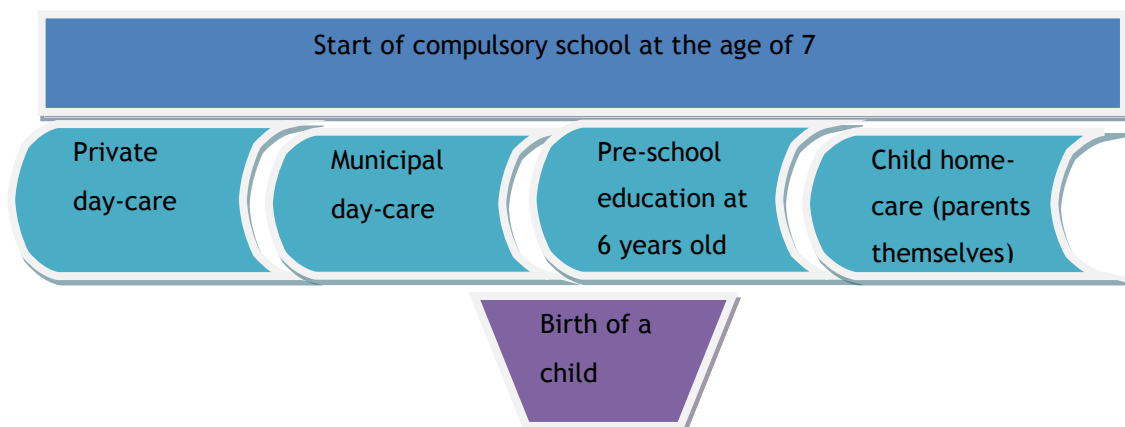 Start of compulsory school at the age of 7
Private
day-care
Municipal
day-care
Pre-school
education at
6 years old
Child home-
care (parents
themselves)
Birth of a
child